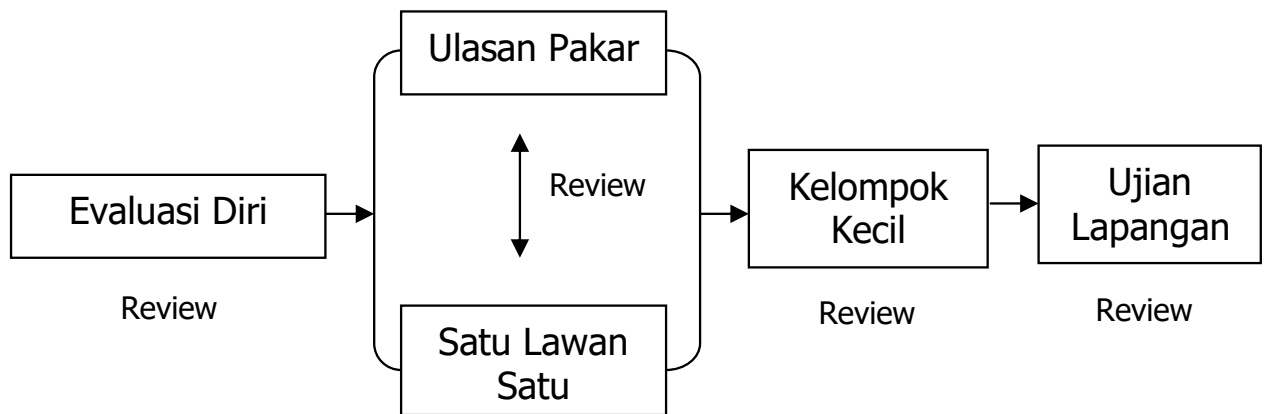 Ulasan Pakar
Review
Evaluasi Diri
Review
Satu Lawan
Satu
Kelompok
Kecil
Review
Ujian
Lapangan
Review